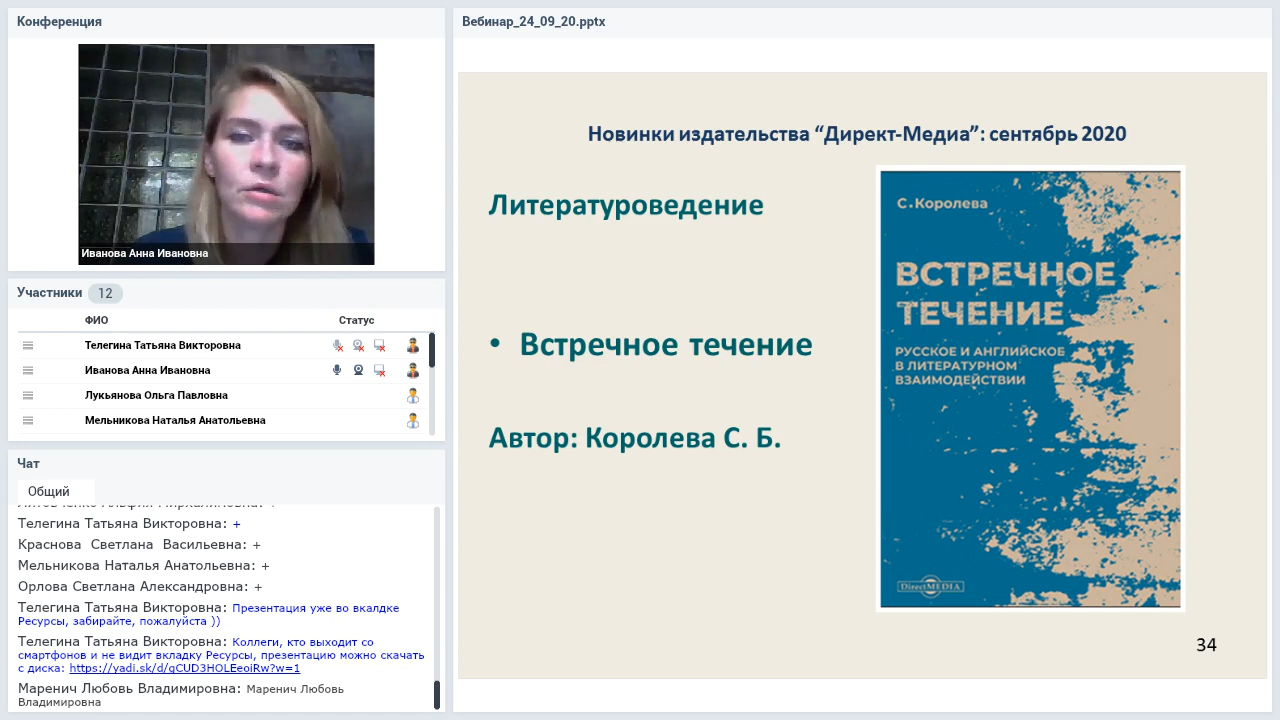 Конференция
Иванова Анна Ивановна
Участники 12
ФИО Статус
Телегина Татьяна Викторовна
Иванова Анна Ивановна
Лукьянова Ольга Павловна
Мельникова Наталья Анатольевна
Чат
Общий
Телегина Татьяна Викторовна: +
Краснова Светлана Васильевна: +
Мельникова Наталья Анатольевна: +
Орлова Светлана Александровна: +
Телегина Татьяна Викторовна: Презентация уже во вкалдке
Ресурсы, забирайте, пожалуйста ))
Телегина Татьяна Викторовна: Коллеги, кто выходит со
смартфонов и не видит вкладку Ресурсы, презентацию можно скачать
с диска: https://yadi.sk/d/qCUD3HOLEeoiRw?w=1
Маренич Любовь Владимировна: Маренич Любовь
Владимировна
Вебинар_24_09_20.pptx
Новинки издательства “Директ-Медиа”: сентябрь 2020
Литературоведение
• Встречное течение
Автор: Королева С. Б.
С. Королева
ВСТРЕЧНОЕ
ТЕЧЕНИЕ
РУССКОЕ И АНГЛИЙСКОЕ
В ЛИТЕРАТУРНОМ
ВЗАИМОДЕЙСТВИИ
DirectMEDIA
34